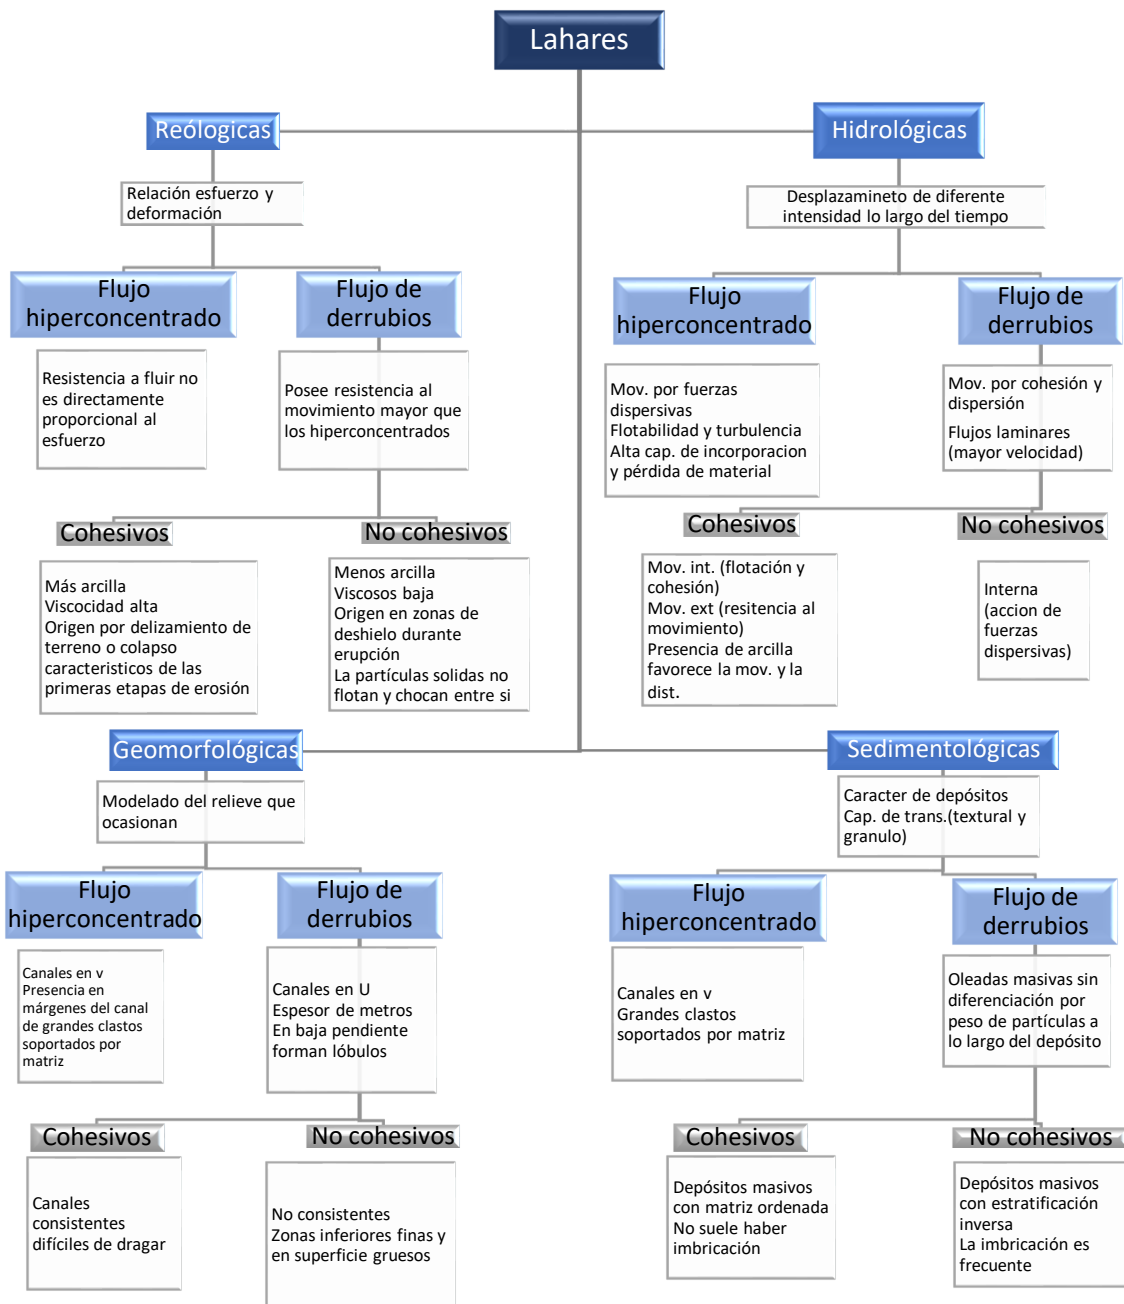 Lahares
Reólogicas
Relación esfuerzo y
deformación
Flujo
hiperconcentrado
Resistencia a fluir no
es directamente
proporcional al
esfuerzo
Flujo de
derrubios
Posee resistencia al
movimiento mayor que
los hiperconcentrados
Cohesivos
Más arcilla
Viscocidad alta
Origen por delizamiento de
terreno o colapso
caracteristicos de las
primeras etapas de erosión
No cohesivos
Menos arcilla
Viscosos baja
Origen en zonas de
deshielo durante
erupción
La partículas solidas no
flotan y chocan entre si
Hidrológicas
Desplazamineto de diferente
intensidad lo largo del tiempo
Flujo
hiperconcentrado
Mov. por fuerzas
dispersivas
Flotabilidad y turbulencia
Alta cap. de incorporacion
y pérdida de material
Flujo de
derrubios
Mov. por cohesión y
dispersión
Flujos laminares
(mayor velocidad)
Cohesivos
Mov. int. (flotación y
cohesión)
Mov. ext (resitencia al
movimiento)
Presencia de arcilla
favorece la mov. y la
dist.
No cohesivos
Interna
(accion de
fuerzas
dispersivas)
Geomorfológicas
Modelado del relieve que
ocasionan
Flujo
hiperconcentrado
Canales en v
Presencia en
márgenes del canal
de grandes clastos
soportados por
matriz
Flujo de
derrubios
Canales en U
Espesor de metros
En baja pendiente
forman lóbulos
Cohesivos
Canales
consistentes
difíciles de dragar
No cohesivos
No consistentes
Zonas inferiores finas y
en superficie gruesos
Sedimentológicas
Caracter de depósitos
Cap. de trans.(textural y
granulo)
Flujo
hiperconcentrado
Canales en v
Grandes clastos
soportados por matriz
Flujo de
derrubios
Oleadas masivas sin
diferenciación por
peso de partículas a
lo largo del depósito
Cohesivos
Depósitos masivos
con matriz ordenada
No suele haber
imbricación
No cohesivos
Depósitos masivos
con estratificación
inversa
La imbricación es
frecuente